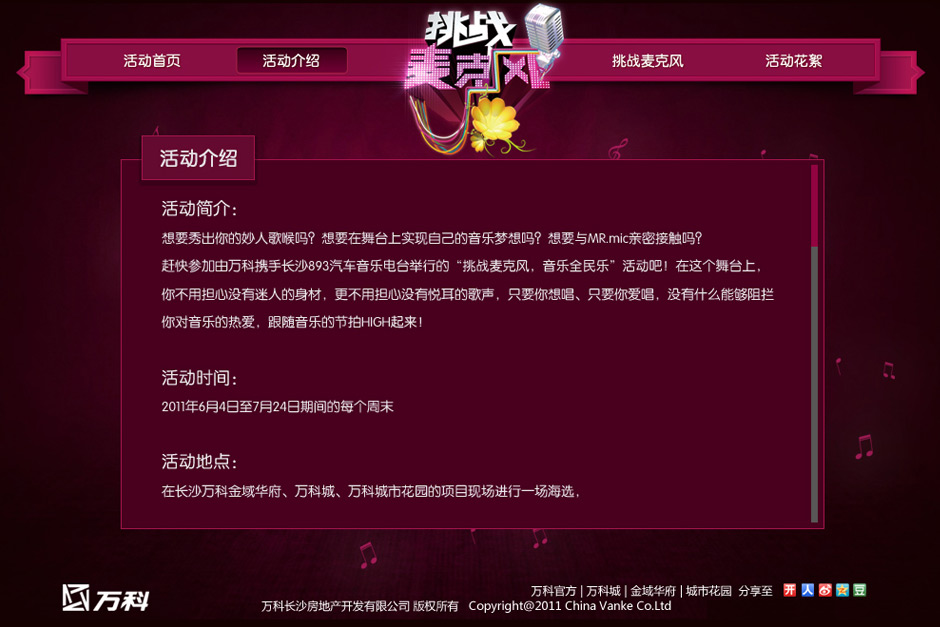 挑战
麦克风
活动首页 活动介绍 挑战麦克风 活动花絮
活动介绍
活动简介：
想要秀出你的妙人歌喉吗？想要在舞台上实现自己的音乐梦想吗？想要与MR.mic亲密接触吗？
赶快参加由万科携手长沙893汽车音乐电台举行的“挑战麦克风，音乐全民乐”活动吧！在这个舞台上，
你不用担心没有迷人的身材，更不用担心没有悦耳的歌声，只要你想唱、只要你爱唱，没有什么能够阻拦
你对音乐的热爱，跟随音乐的节拍HIGH起来！
活动时间：
2011年6月4日至7月24日期间的每个周末
活动地点：
在长沙万科金域华府、万科城、万科城市花园的项目现场进行一场海选，
万科
万科官方 | 万科城 | 金域华府 | 城市花园 分享至 开 人 豆
万科长沙房地产开发有限公司 版权所有 Copyright@2011 China Vanke Co.Ltd